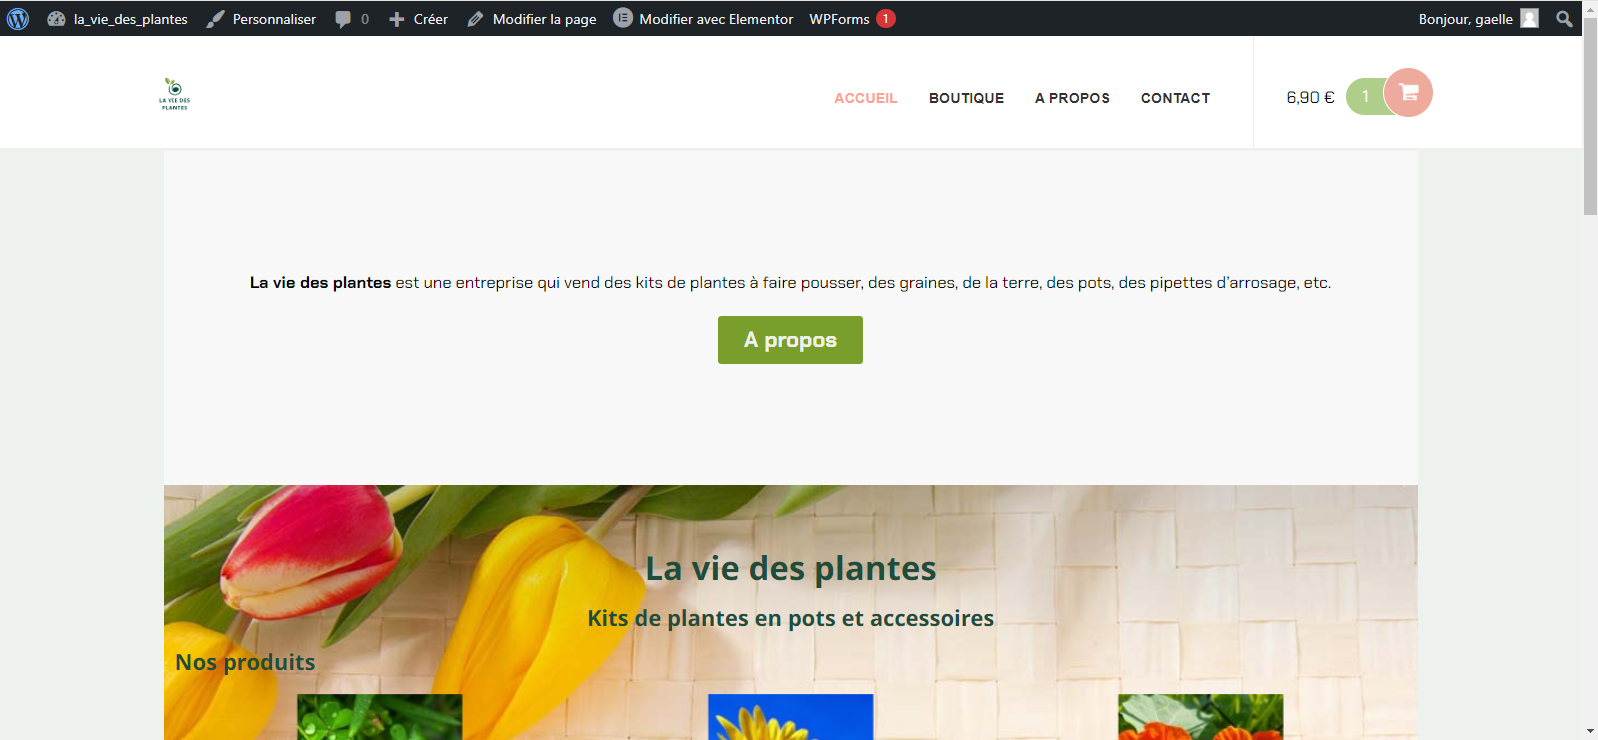 la_vie_des_plantes Personnaliser 0 Créer Modifier la page Modifier avec Elementor WPForms 1 Bonjour, gaelle
LA VIE DES
PLANTES
ACCUEIL BOUTIQUE A PROPOS CONTACT 6,90 € 1
La vie des plantes est une entreprise qui vend des kits de plantes à faire pousser, des graines, de la terre, des pots, des pipettes d'arrosage, etc.
A propos
La vie des plantes
Kits de plantes en pots et accessoires
Nos produits